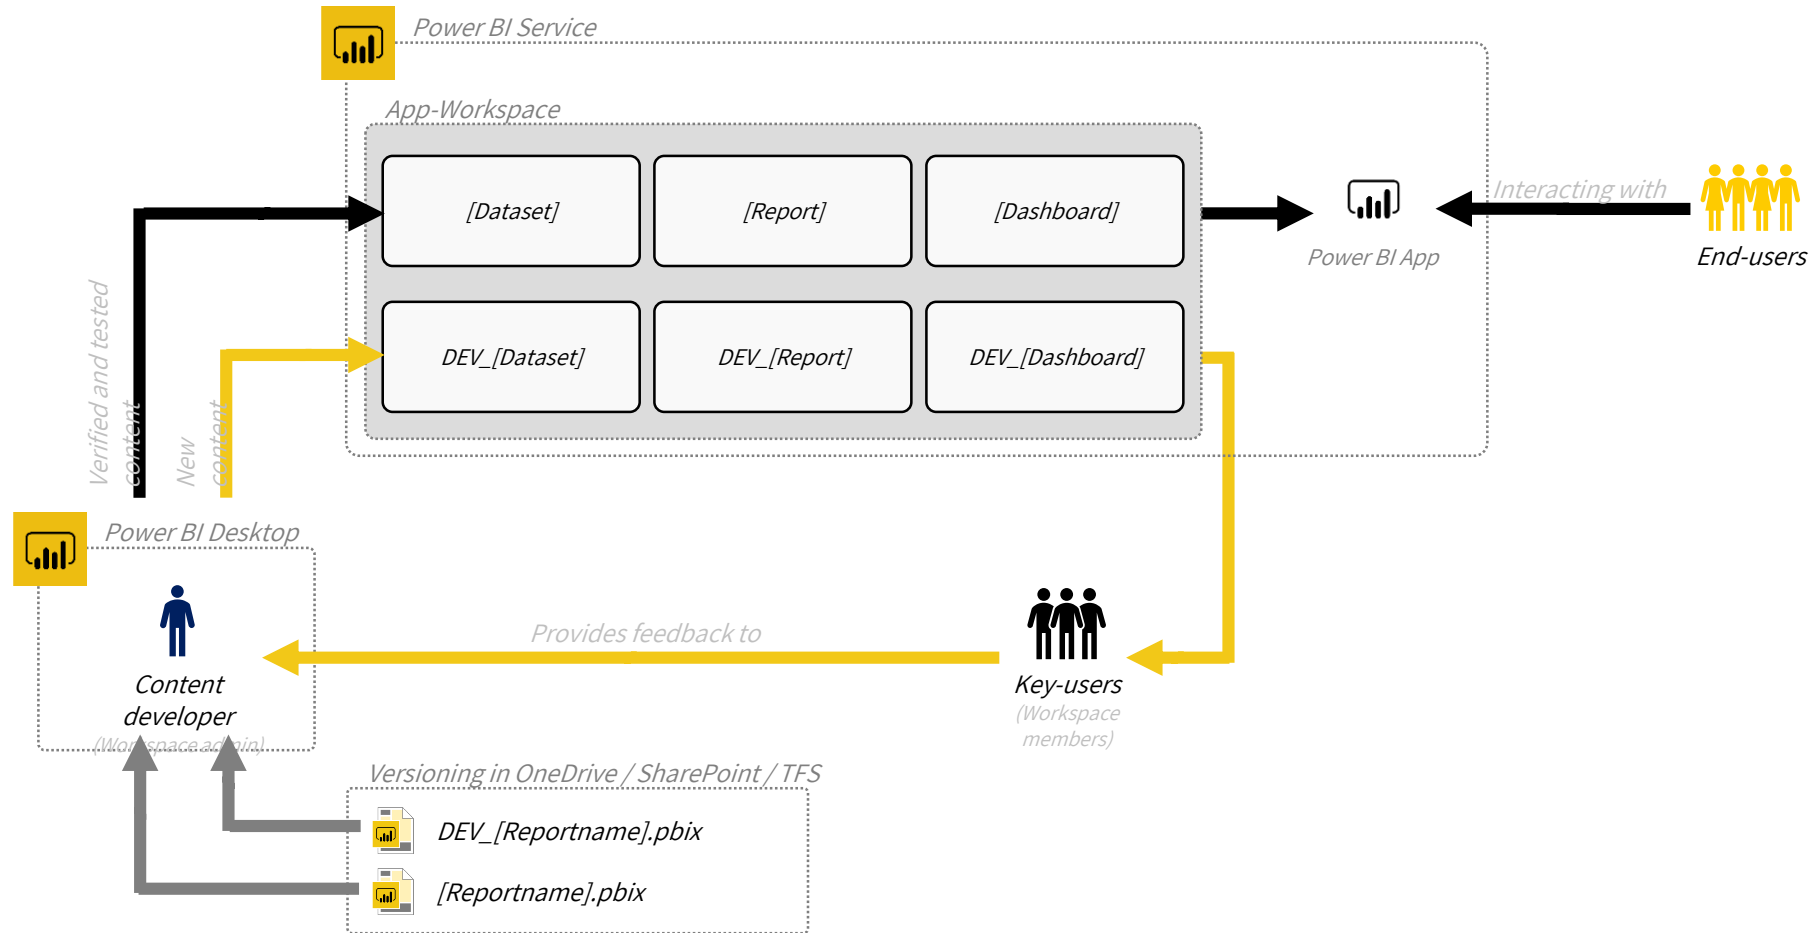 Power BI Service
App-Workspace
[Dataset]
[Report]
[Dashboard]
Interacting with
Power BI App
End-users
DEV_[Dataset]
DEV_[Report]
DEV_[Dashboard]
Verified and tested
content
New
content
Power BI Desktop
Content
developer
(Workspace admin)
Provides feedback to
Key-users
(Workspace
members)
Versioning in OneDrive / SharePoint / TFS
DEV_[Reportname].pbix
[Reportname].pbix